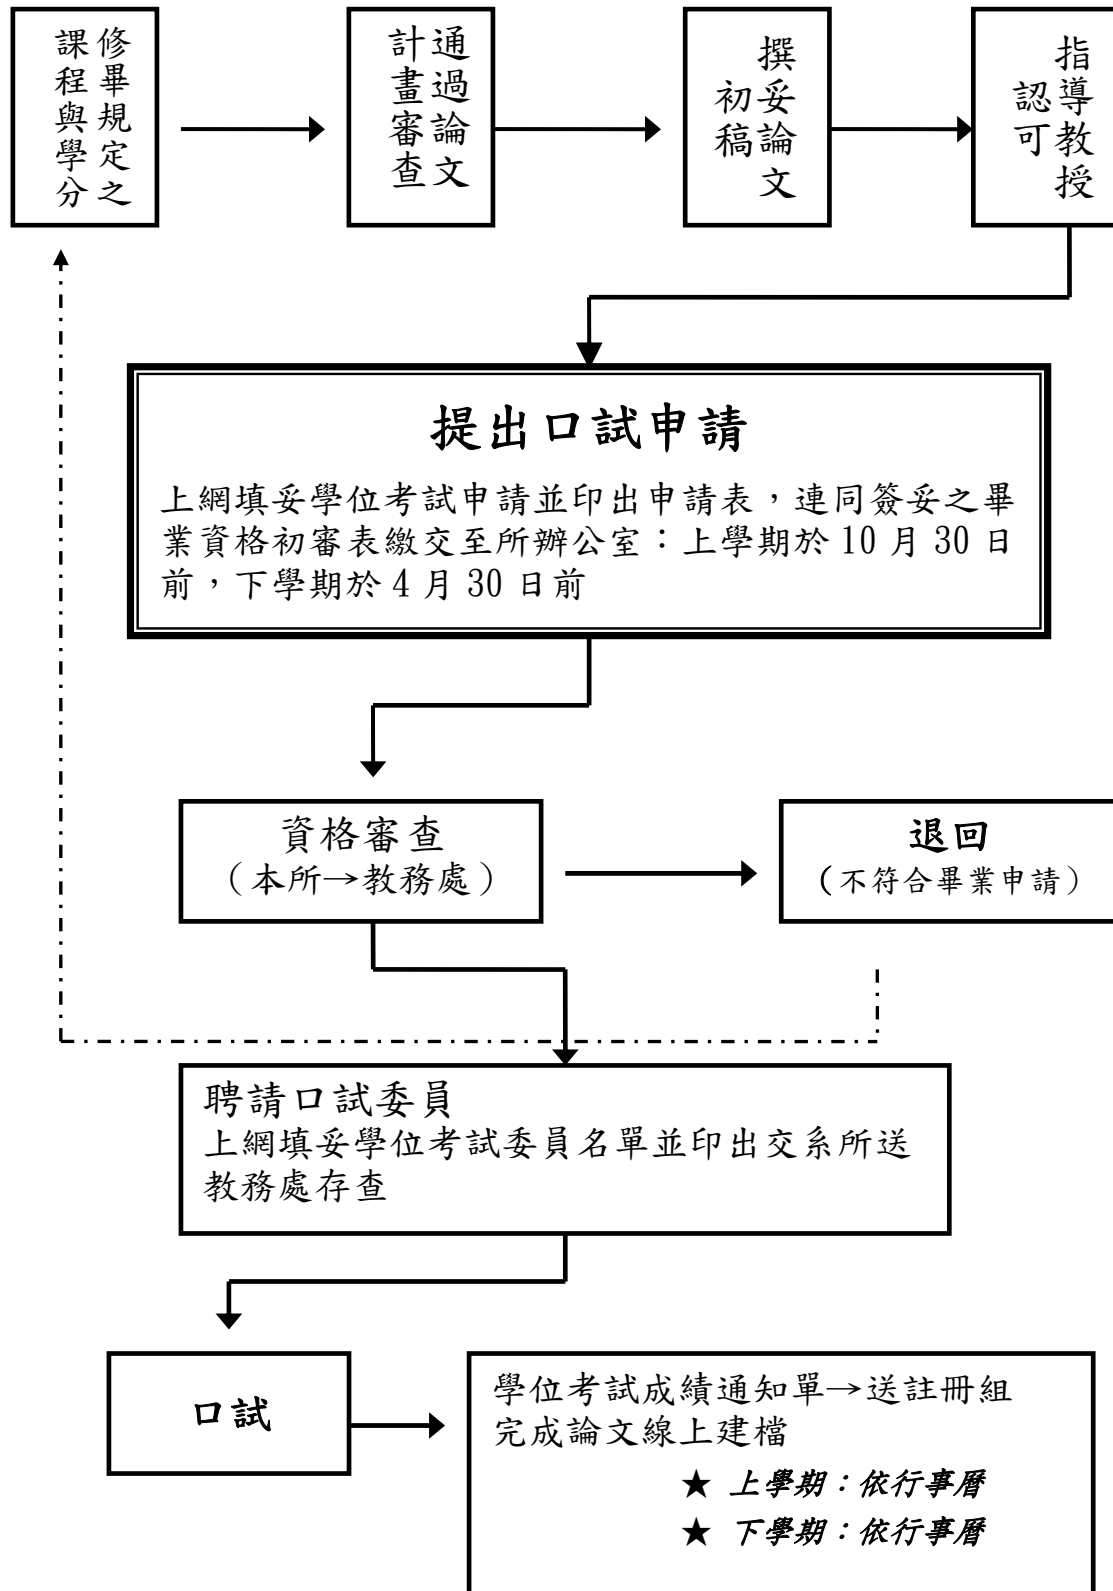 修畢規定之
課程與學分
通過論文
計畫審查
撰妥論文
初稿
指導教授
認可
提出口試申請
上網填妥學位考試申請並印出申請表，連同簽妥之畢
業資格初審表繳交至所辦公室：上學期於 10 月 30 日
前，下學期於 4 月 30 日前
資格審查
（本所→教務處）
退回
（不符合畢業申請）
聘請口試委員
上網填妥學位考試委員名單並印出交系所送
教務處存查
口試
學位考試成績通知單→送註冊組
完成論文線上建檔
★ 上學期：依行事曆
★ 下學期：依行事曆